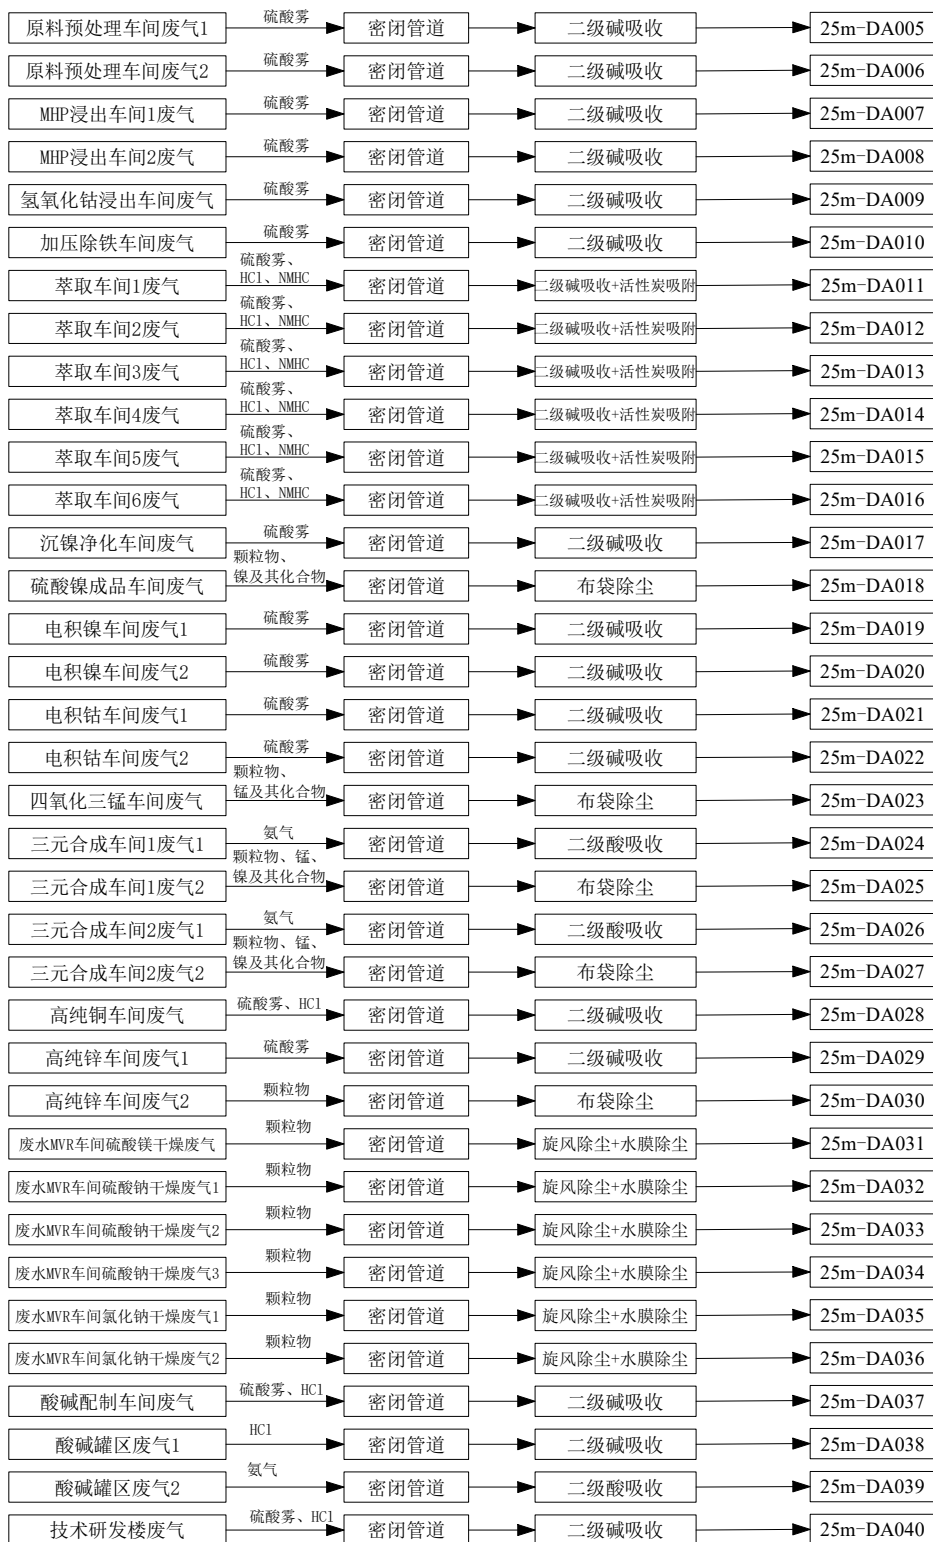 原料预处理车间废气1 硫酸雾 密闭管道 二级碱吸收 25m-DA005
原料预处理车间废气2 硫酸雾 密闭管道 二级碱吸收 25m-DA006
MHP浸出车间1废气 硫酸雾 密闭管道 二级碱吸收 25m-DA007
MHP浸出车间2废气 硫酸雾 密闭管道 二级碱吸收 25m-DA008
氢氧化钴浸出车间废气 硫酸雾 密闭管道 二级碱吸收 25m-DA009
加压除铁车间废气 硫酸雾 密闭管道 二级碱吸收 25m-DA010
硫酸雾、
萃取车间1废气 HCl、NMHC 密闭管道 二级碱吸收+活性炭吸附 25m-DA011
硫酸雾、
萃取车间2废气 HCl、NMHC 密闭管道 二级碱吸收+活性炭吸附 25m-DA012
硫酸雾、
萃取车间3废气 HCl、NMHC 密闭管道 二级碱吸收+活性炭吸附 25m-DA013
硫酸雾、
萃取车间4废气 HCl、NMHC 密闭管道 二级碱吸收+活性炭吸附 25m-DA014
硫酸雾、
萃取车间5废气 HCl、NMHC 密闭管道 二级碱吸收+活性炭吸附 25m-DA015
硫酸雾、
萃取车间6废气 HCl、NMHC 密闭管道 二级碱吸收+活性炭吸附 25m-DA016
沉镍净化车间废气 硫酸雾 密闭管道 二级碱吸收 25m-DA017
颗粒物、
硫酸镍成品车间废气 镍及其化合物 密闭管道 布袋除尘 25m-DA018
电积镍车间废气1 硫酸雾 密闭管道 二级碱吸收 25m-DA019
电积镍车间废气2 硫酸雾 密闭管道 二级碱吸收 25m-DA020
电积钴车间废气1 硫酸雾 密闭管道 二级碱吸收 25m-DA021
电积钴车间废气2 硫酸雾 密闭管道 二级碱吸收 25m-DA022
颗粒物、
四氧化三锰车间废气 锰及其化合物 密闭管道 布袋除尘 25m-DA023
三元合成车间1废气1 氨气 密闭管道 二级酸吸收 25m-DA024
颗粒物、锰、
三元合成车间1废气2 镍及其化合物 密闭管道 布袋除尘 25m-DA025
三元合成车间2废气1 氨气 密闭管道 二级酸吸收 25m-DA026
颗粒物、锰、
三元合成车间2废气2 镍及其化合物 密闭管道 布袋除尘 25m-DA027
高纯铜车间废气 硫酸雾、HCl 密闭管道 二级碱吸收 25m-DA028
高纯锌车间废气1 硫酸雾 密闭管道 二级碱吸收 25m-DA029
高纯锌车间废气2 颗粒物 密闭管道 布袋除尘 25m-DA030
废水MVR车间硫酸镁干燥废气 颗粒物 密闭管道 旋风除尘+水膜除尘 25m-DA031
废水MVR车间硫酸钠干燥废气1 颗粒物 密闭管道 旋风除尘+水膜除尘 25m-DA032
废水MVR车间硫酸钠干燥废气2 颗粒物 密闭管道 旋风除尘+水膜除尘 25m-DA033
废水MVR车间硫酸钠干燥废气3 颗粒物 密闭管道 旋风除尘+水膜除尘 25m-DA034
废水MVR车间氯化钠干燥废气1 颗粒物 密闭管道 旋风除尘+水膜除尘 25m-DA035
废水MVR车间氯化钠干燥废气2 颗粒物 密闭管道 旋风除尘+水膜除尘 25m-DA036
酸碱配制车间废气 硫酸雾、HCl 密闭管道 二级碱吸收 25m-DA037
酸碱罐区废气1 HCl 密闭管道 二级碱吸收 25m-DA038
酸碱罐区废气2 氨气 密闭管道 二级酸吸收 25m-DA039
技术研发楼废气 硫酸雾、HCl 密闭管道 二级碱吸收 25m-DA040